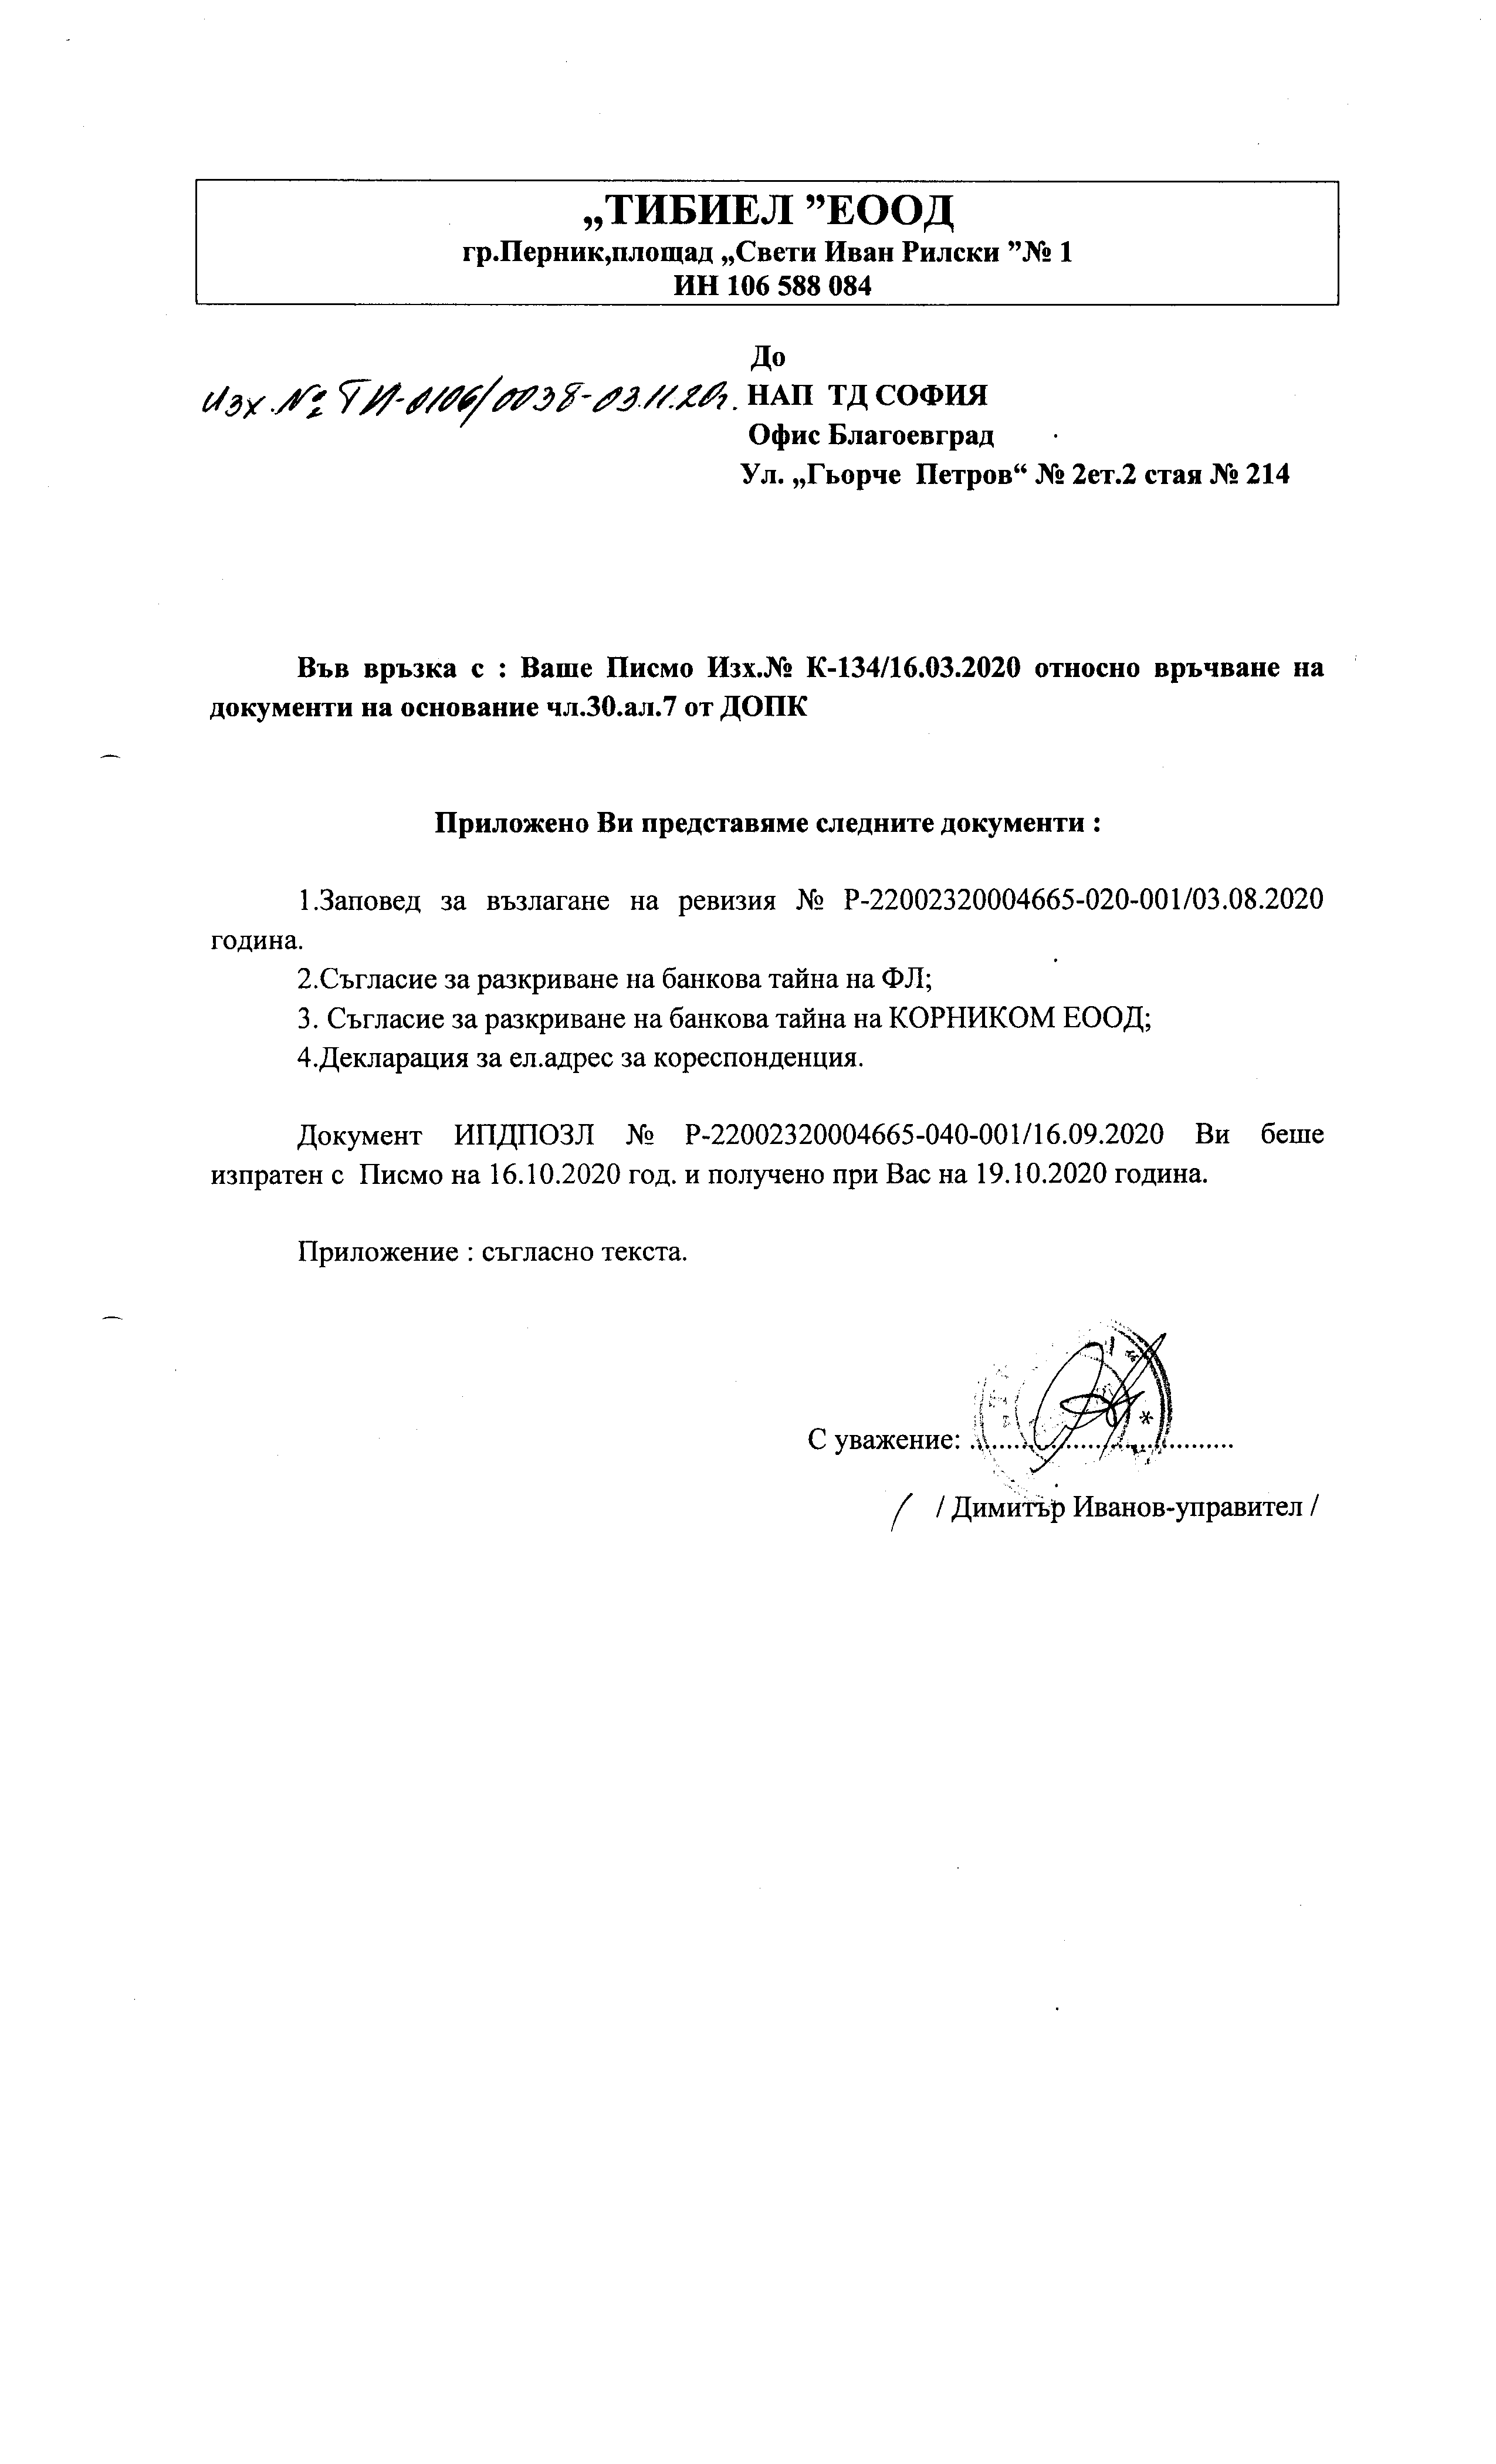 „ТИБИЕЛ ”ЕООД
гр.Перник,площад „Свети Иван Рилски ”№ 1
ИН 106 588 084
До
Изх.№ ТИ-0106/0038-03.11.20г. НАП ТД СОФИЯ
Офис Благоевград
Ул. „Гьорче Петров“ № 2ет.2 стая № 214
Във връзка с : Ваше Писмо Изх.№ К-134/16.03.2020 относно връчване на
документи на основание чл.30.ал.7 от ДОПК
Приложено Ви представяме следните документи :
1.Заповед за възлагане на ревизия № Р-22002320004665-020-001/03.08.2020
година.
2.Съгласие за разкриване на банкова тайна на ФЛ;
3. Съгласие за разкриване на банкова тайна на КОРНИКОМ ЕООД;
4.Декларация за ел.адрес за кореспонденция.
Документ ИПДПОЗЛ № Р-22002320004665-040-001/16.09.2020 Ви беше
изпратен с Писмо на 16.10.2020 год. и получено при Вас на 19.10.2020 година.
Приложение : съгласно текста.
С уважение: ....................................
/ / Димитър Иванов-управител /